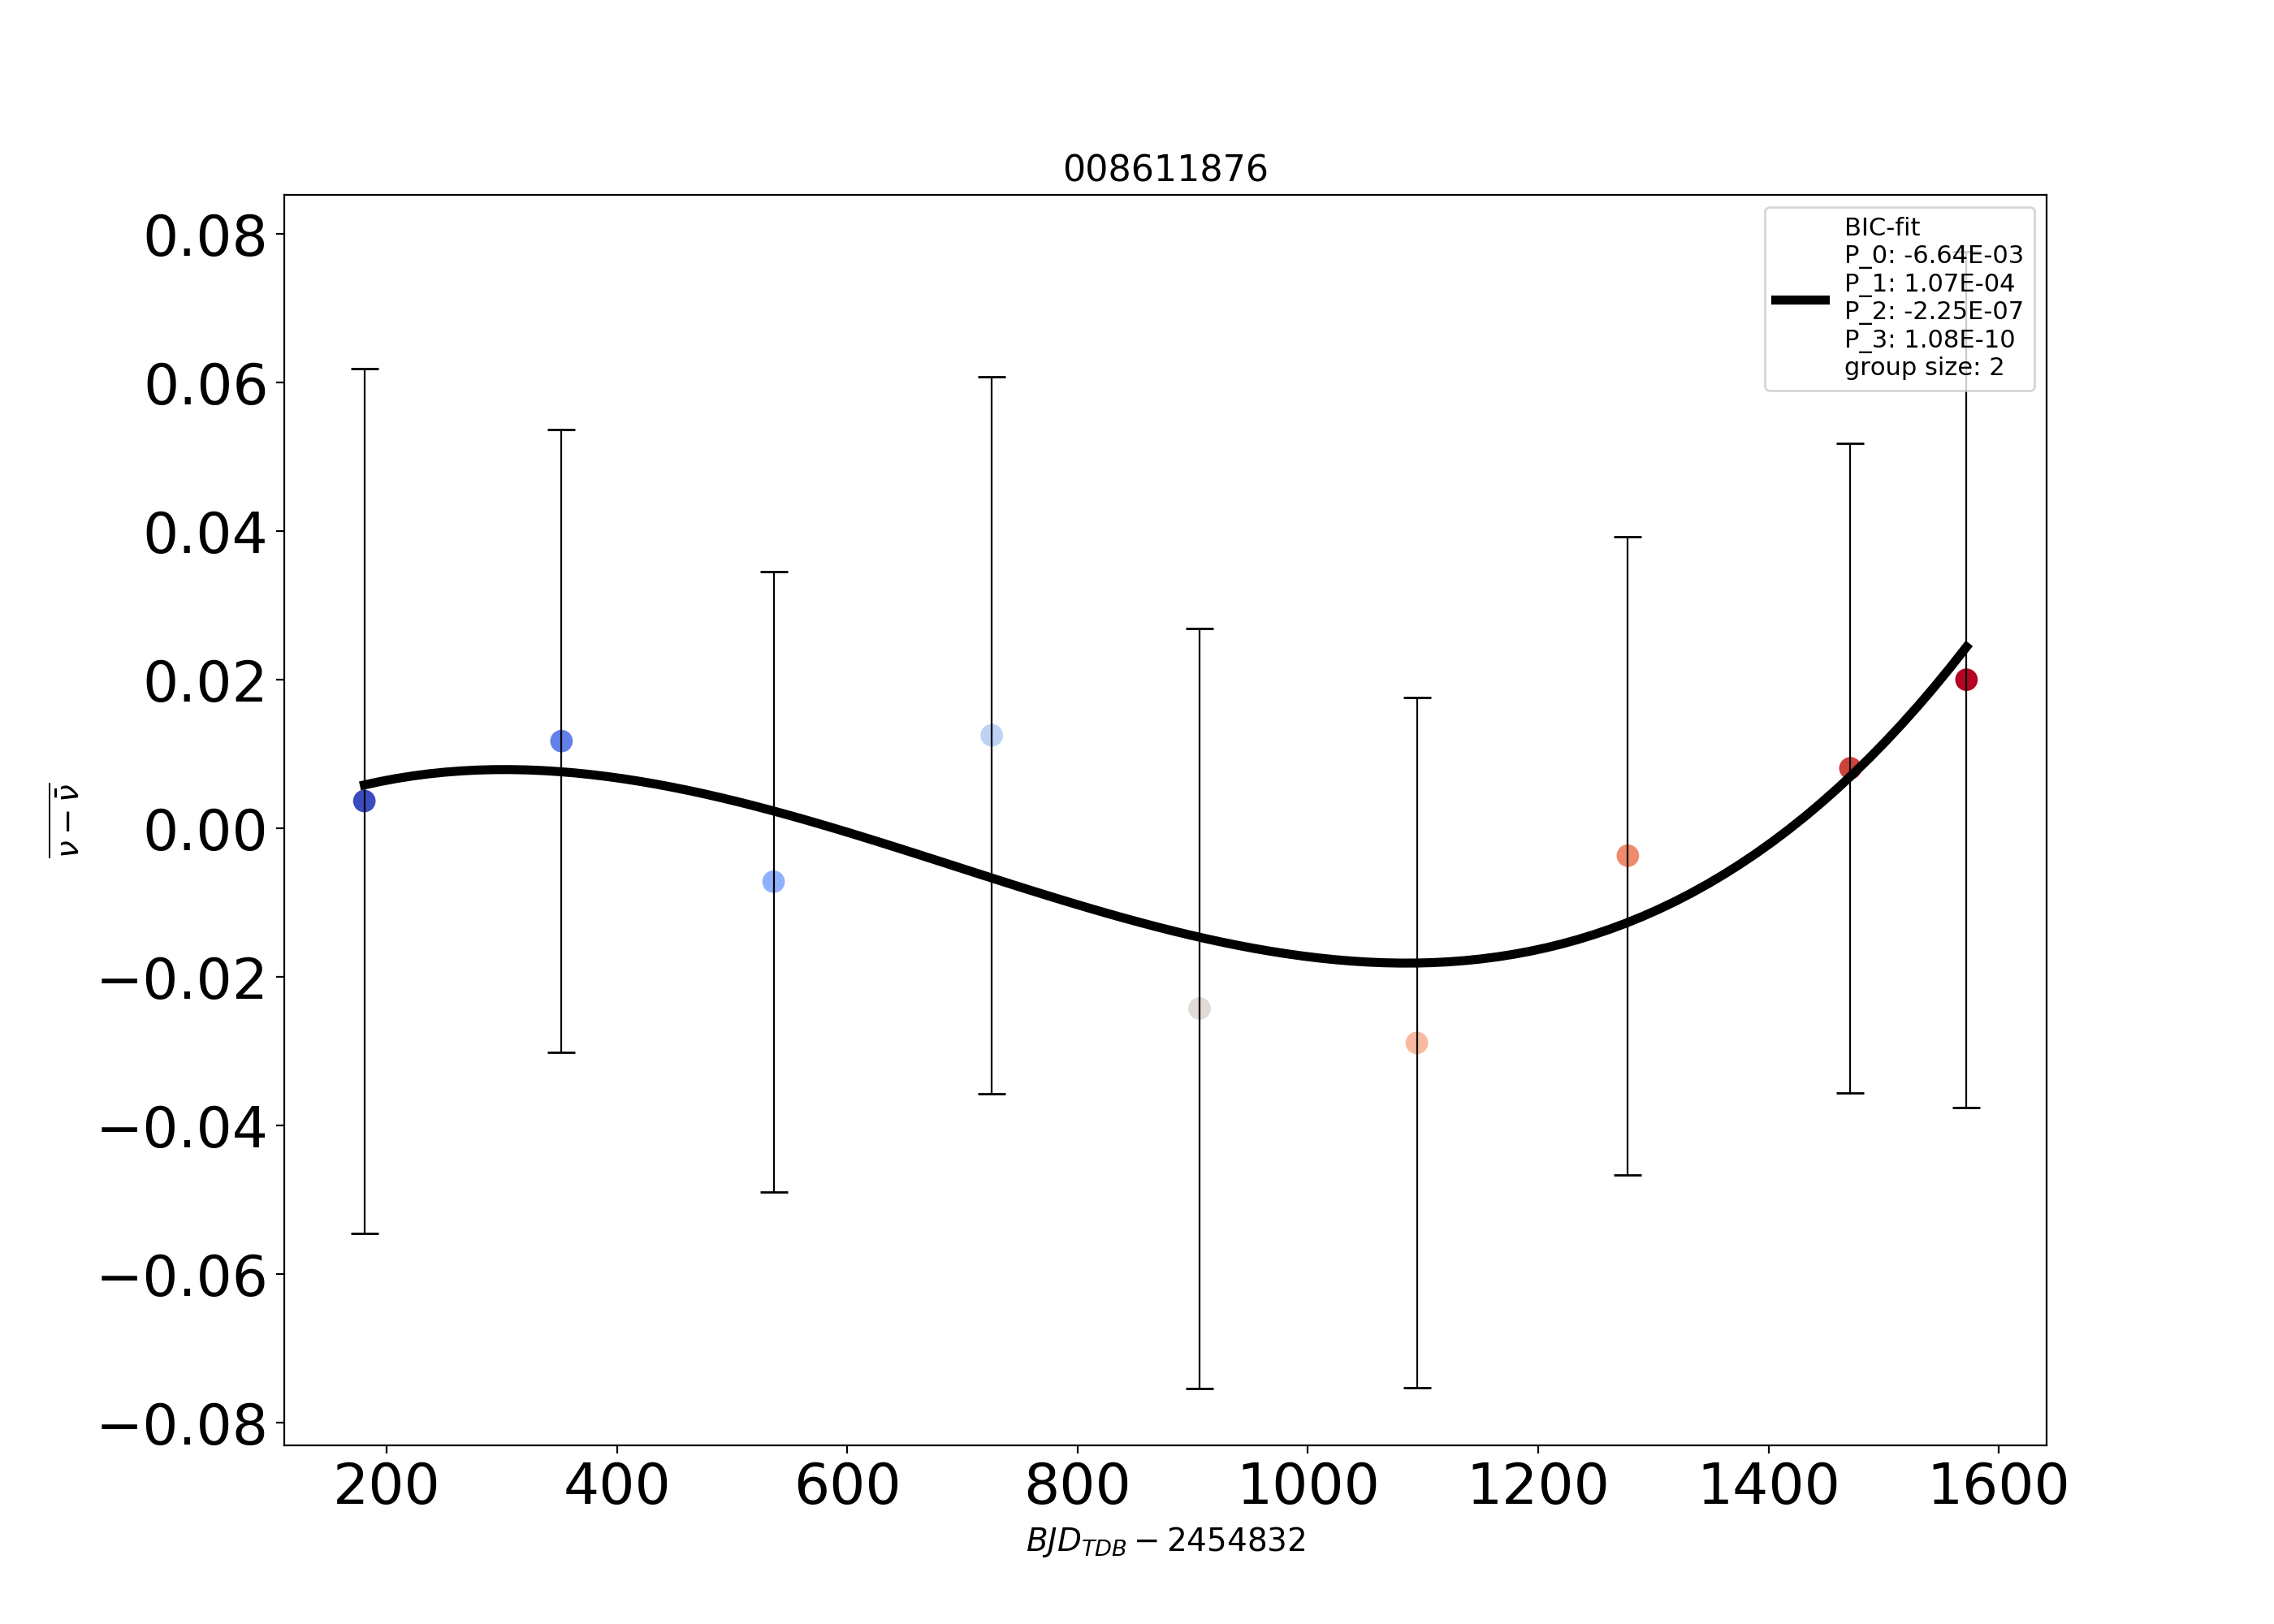 008611876
BIC-fit
P_0: -6.64E-03
P_1: 1.07E-04
P_2: -2.25E-07
P_3: 1.08E-10
group size: 2
0.08
0.06
0.04
0.02
0.00
−0.02
−0.04
−0.06
−0.08
ν − ν̄
200 400 600 800 1000 1200 1400 1600
BJD_TDB − 2454832